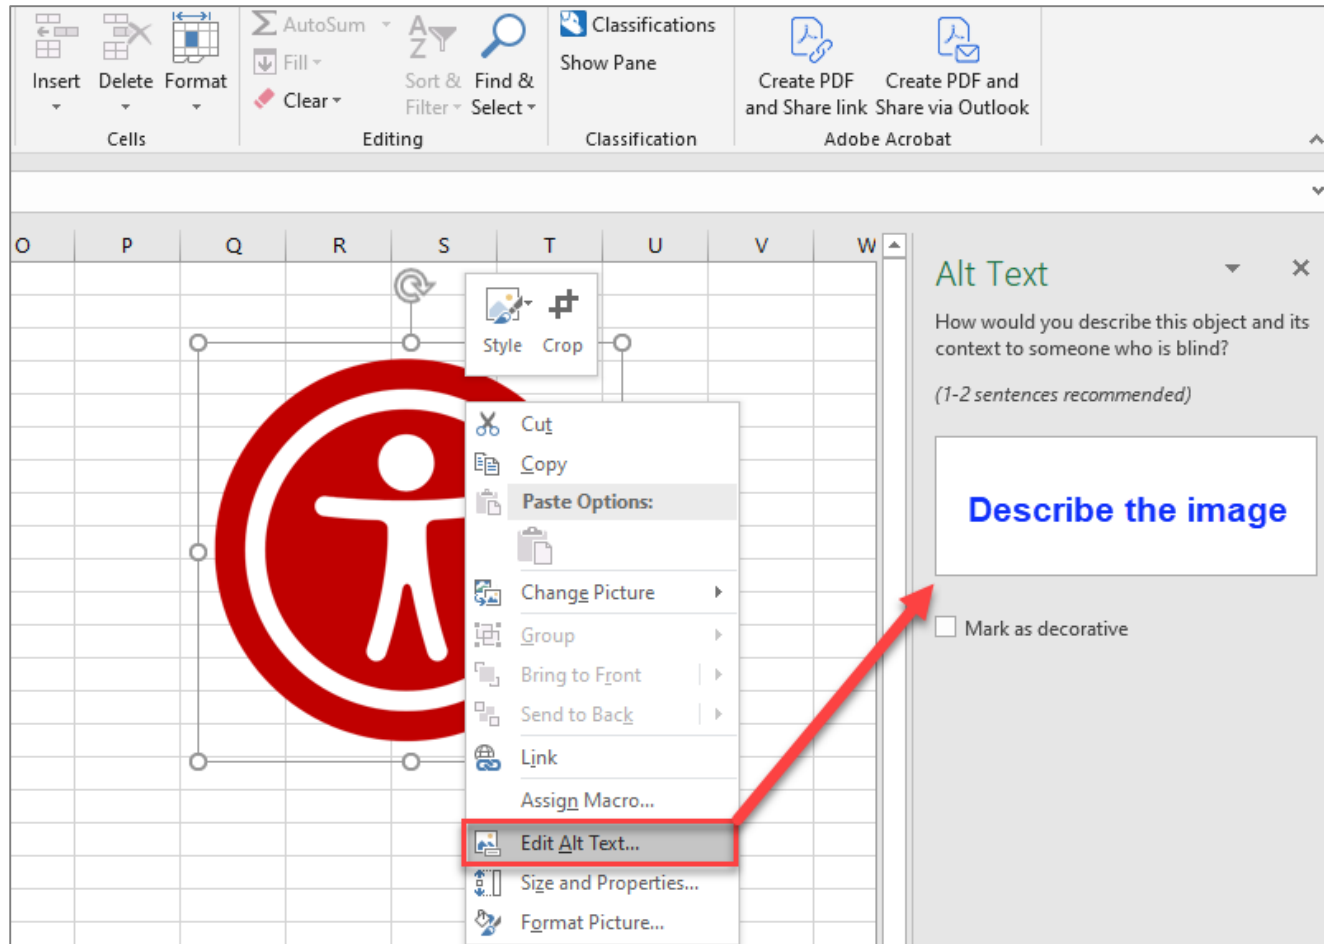 Insert
Delete
Format
Cells
AutoSum
Fill
Clear
Sort &
Filter
Find &
Select
Editing
Classifications
Show Pane
Classification
Create PDF
and Share link
Create PDF and
Share via Outlook
Adobe Acrobat
O P Q R S T U V W
Style Crop
Cut
Copy
Paste Options:
Change Picture
Group
Bring to Front
Send to Back
Link
Assign Macro...
Edit Alt Text...
Size and Properties...
Format Picture...
Alt Text
How would you describe this object and its
context to someone who is blind?
(1-2 sentences recommended)
Describe the image
Mark as decorative